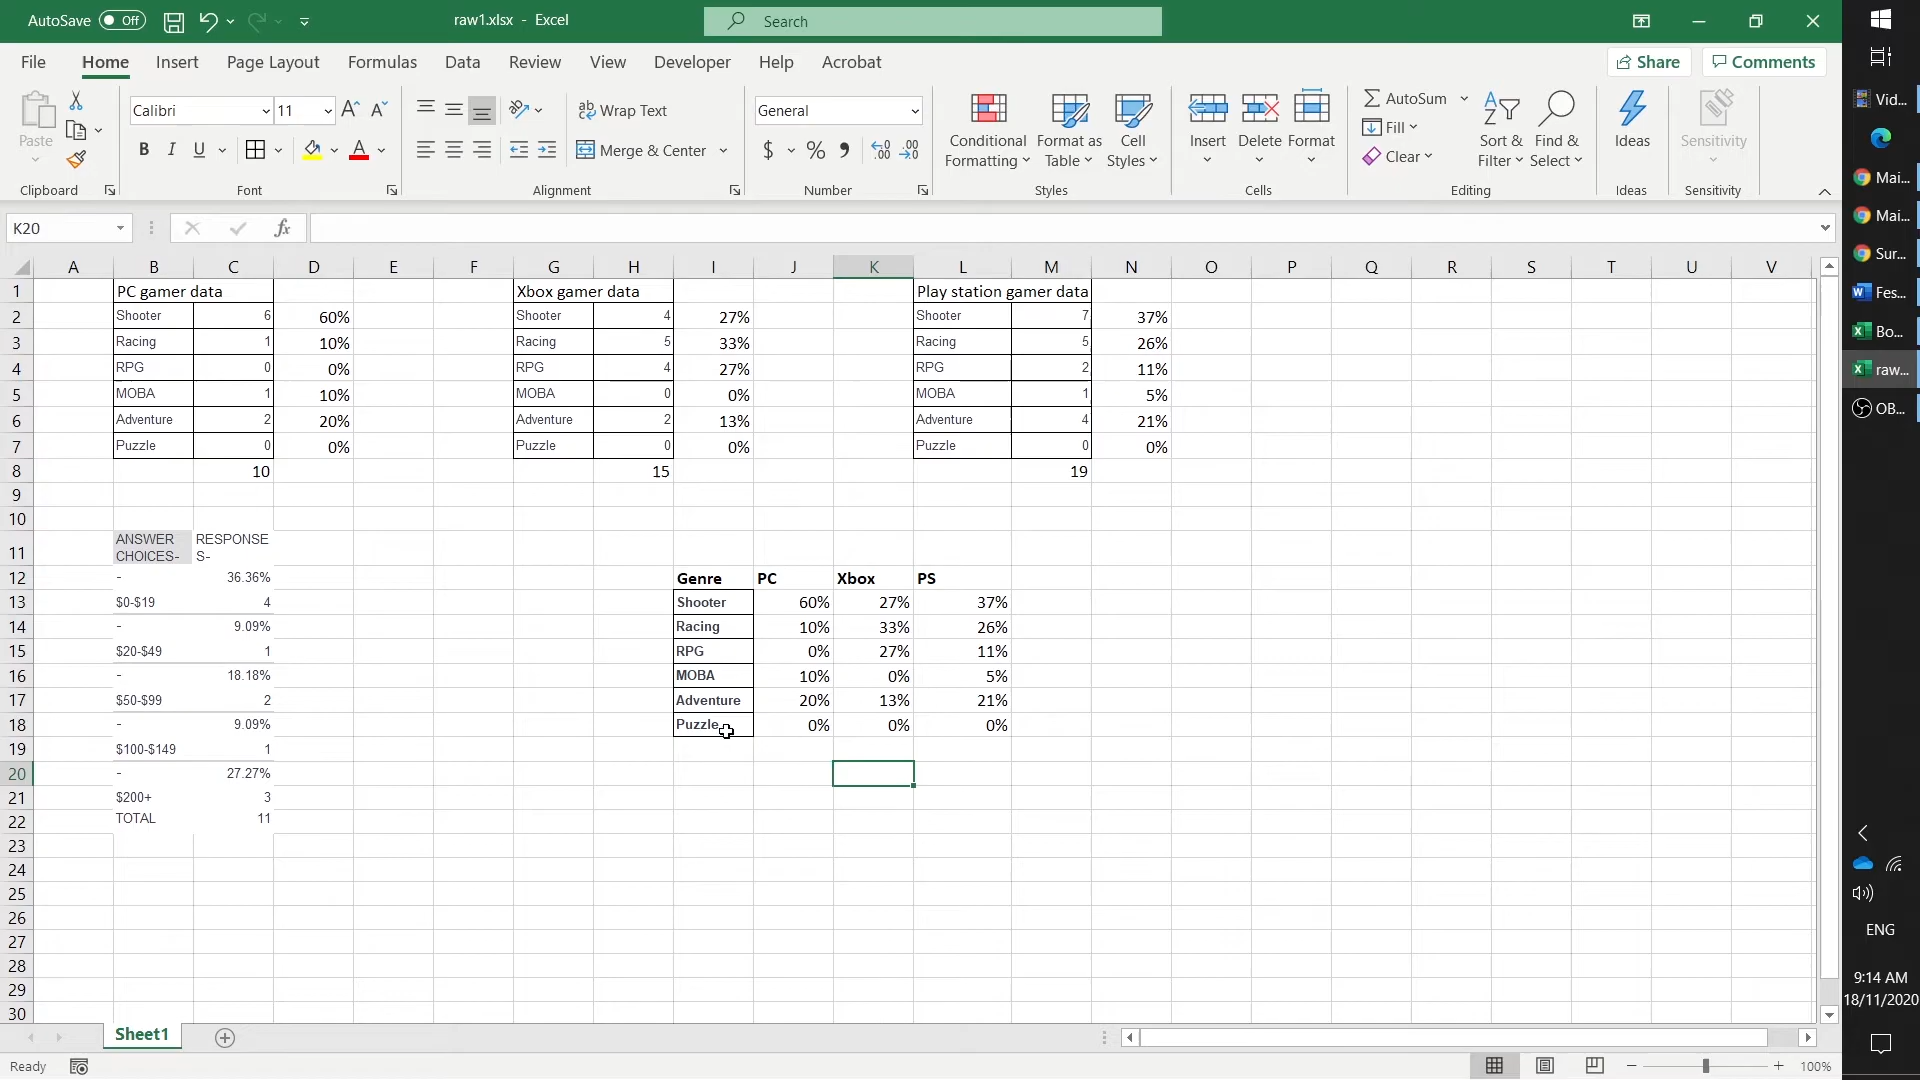 AutoSave Off raw1.xlsx - Excel Search
File Home Insert Page Layout Formulas Data Review View Developer Help Acrobat Share Comments
Paste Calibri 11 B I U Wrap Text Merge & Center General $ % Conditional Formatting Format as Table Cell Styles Insert Delete Format AutoSum Fill Clear Sort & Filter Find & Select Ideas Sensitivity
Clipboard Font Alignment Number Styles Cells Editing Ideas Sensitivity
K20 fx
A B C D E F G H I J K L M N O P Q R S T U V
1 PC gamer data Xbox gamer data Play station gamer data
2 Shooter 6 60% Shooter 4 27% Shooter 7 37%
3 Racing 1 10% Racing 5 33% Racing 5 26%
4 RPG 0 0% RPG 4 27% RPG 2 11%
5 MOBA 1 10% MOBA 0 0% MOBA 1 5%
6 Adventure 2 20% Adventure 2 13% Adventure 4 21%
7 Puzzle 0 0% Puzzle 0 0% Puzzle 0 0%
8 10 15 19
9
10
11 ANSWER CHOICES- RESPONSES-
12 - 36.36% Genre PC Xbox PS
13 $0-$19 4 Shooter 60% 27% 37%
14 - 9.09% Racing 10% 33% 26%
15 $20-$49 1 RPG 0% 27% 11%
16 - 18.18% MOBA 10% 0% 5%
17 $50-$99 2 Adventure 20% 13% 21%
18 - 9.09% Puzzle 0% 0% 0%
19 $100-$149 1
20 - 27.27%
21 $200+ 3
22 TOTAL 11
23
24
25
26
27
28
29
30
Sheet1
Ready 100%
Vid...
Mai...
Mai...
Sur...
Fes...
Bo...
raw...
OB...
ENG
9:14 AM
18/11/2020